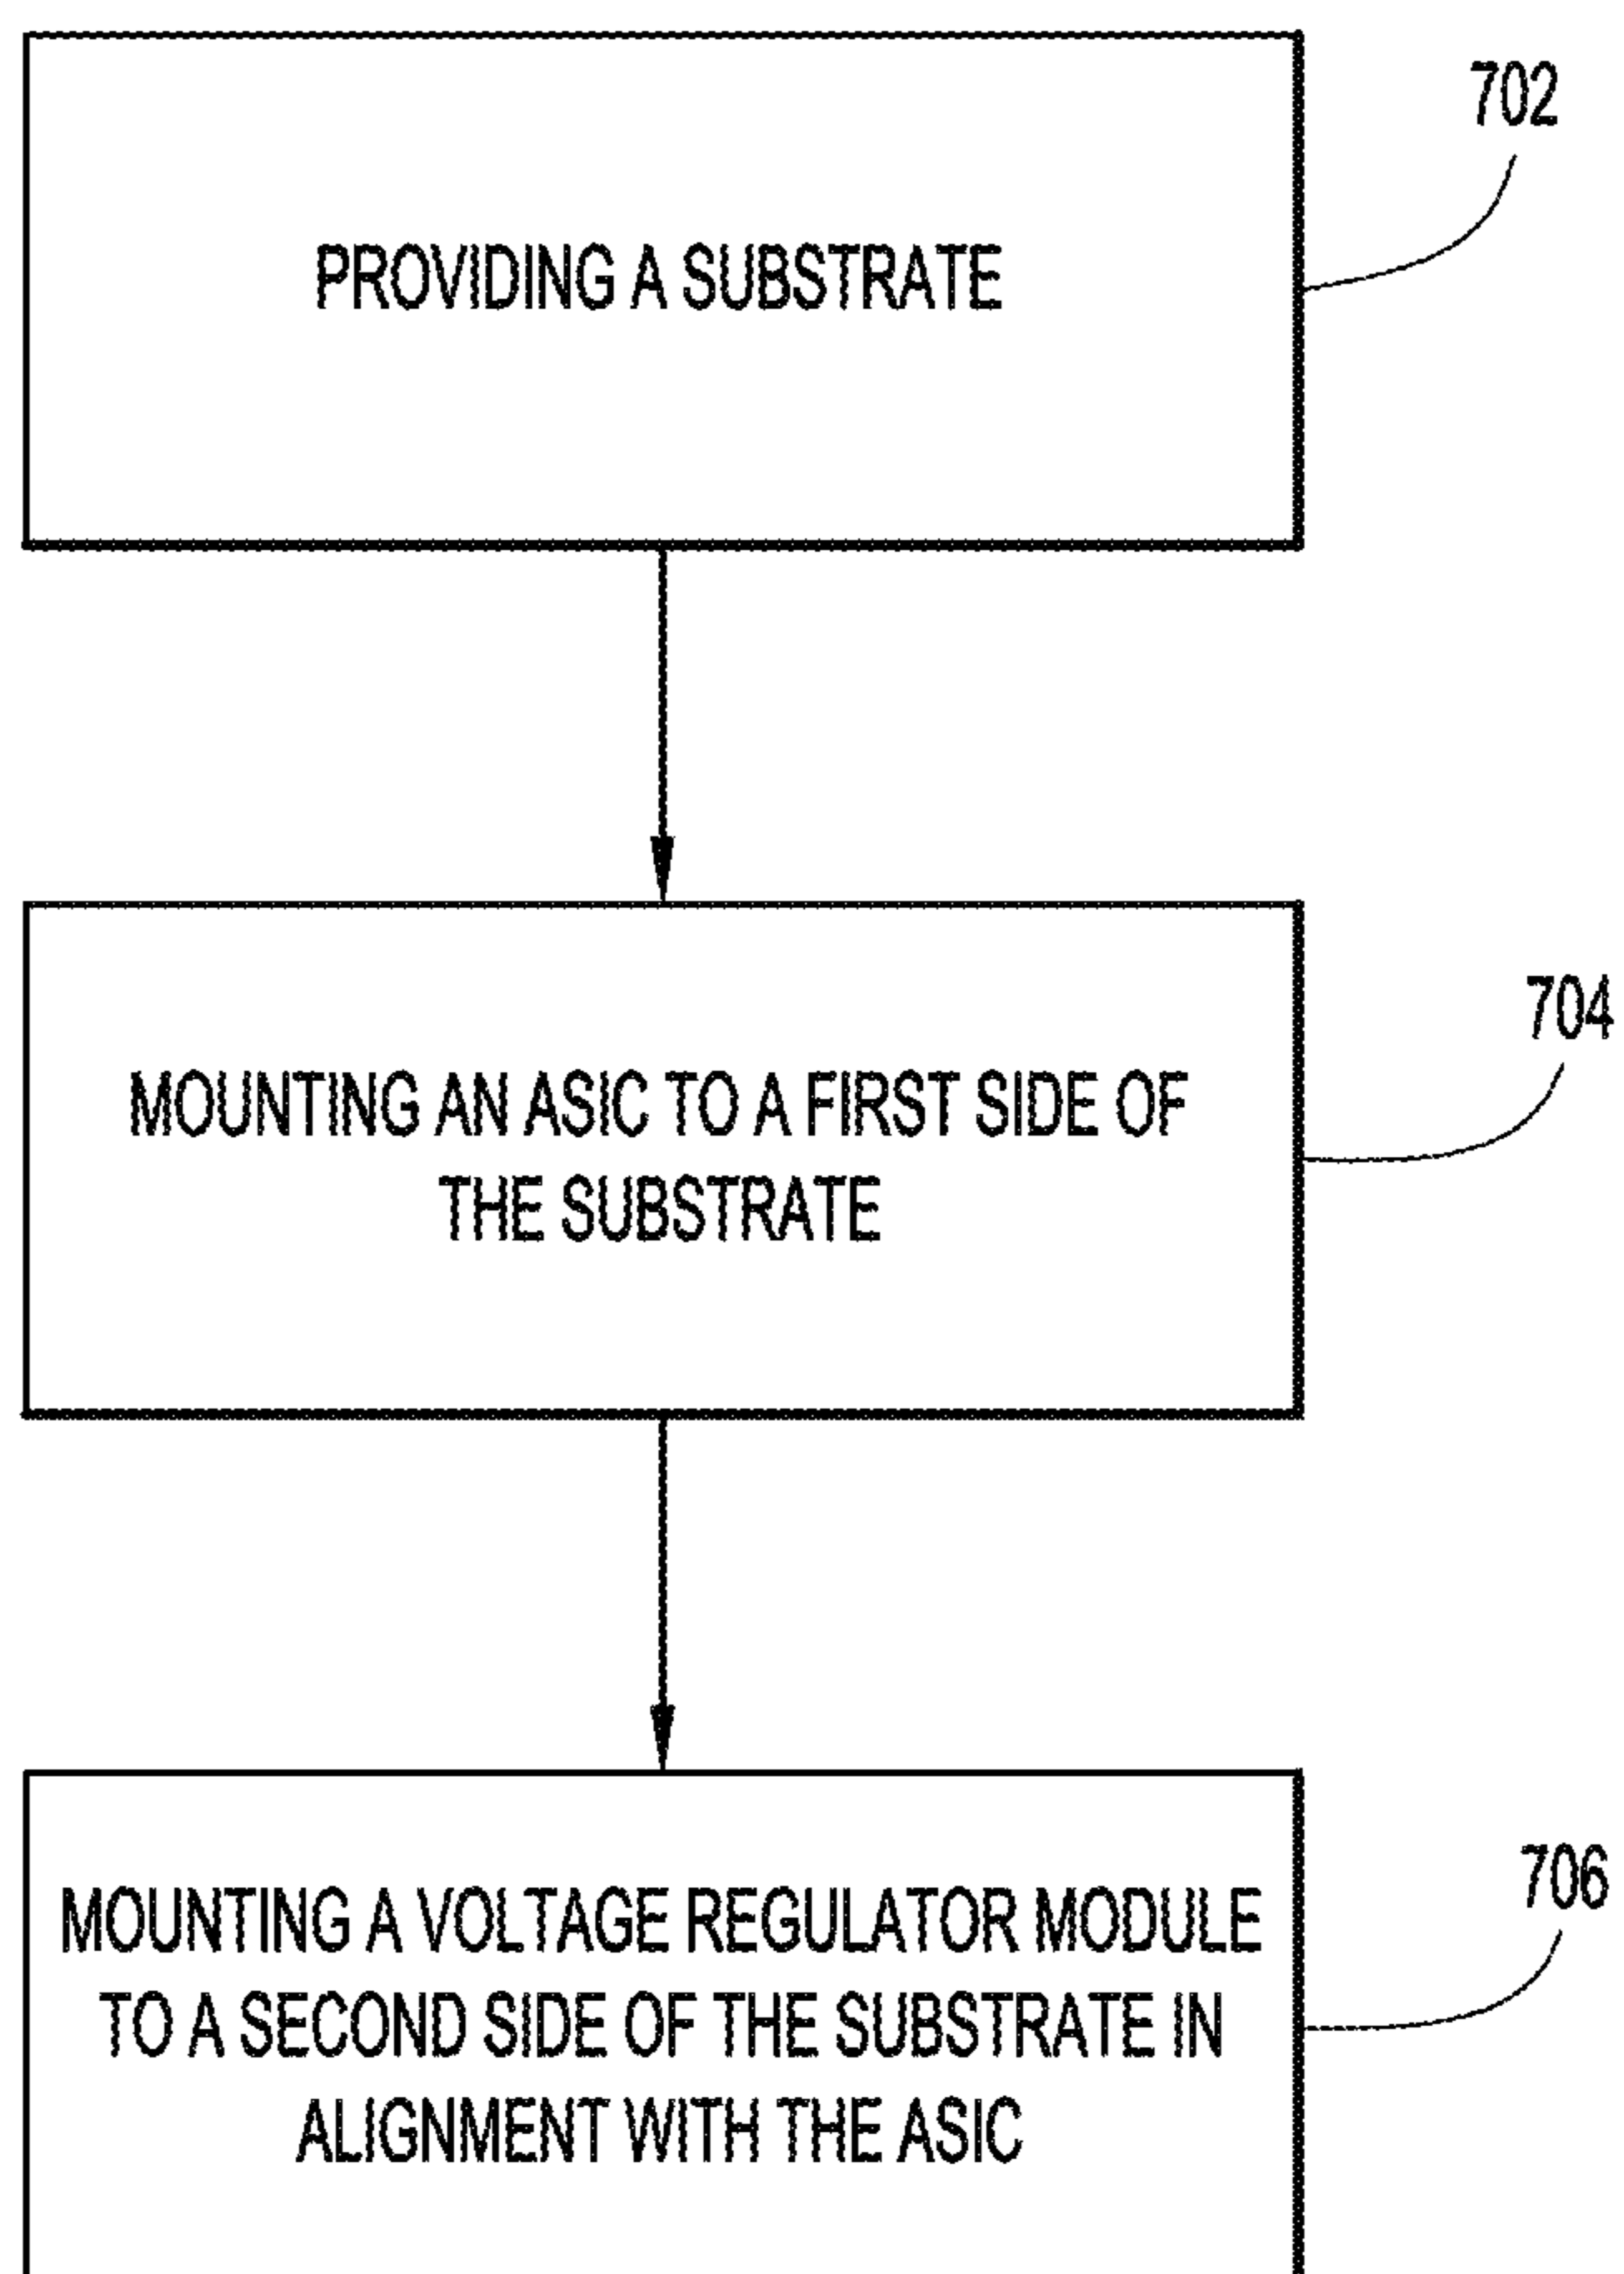 702
PROVIDING A SUBSTRATE
704
MOUNTING AN ASIC TO A FIRST SIDE OF
THE SUBSTRATE
706
MOUNTING A VOLTAGE REGULATOR MODULE
TO A SECOND SIDE OF THE SUBSTRATE IN
ALIGNMENT WITH THE ASIC